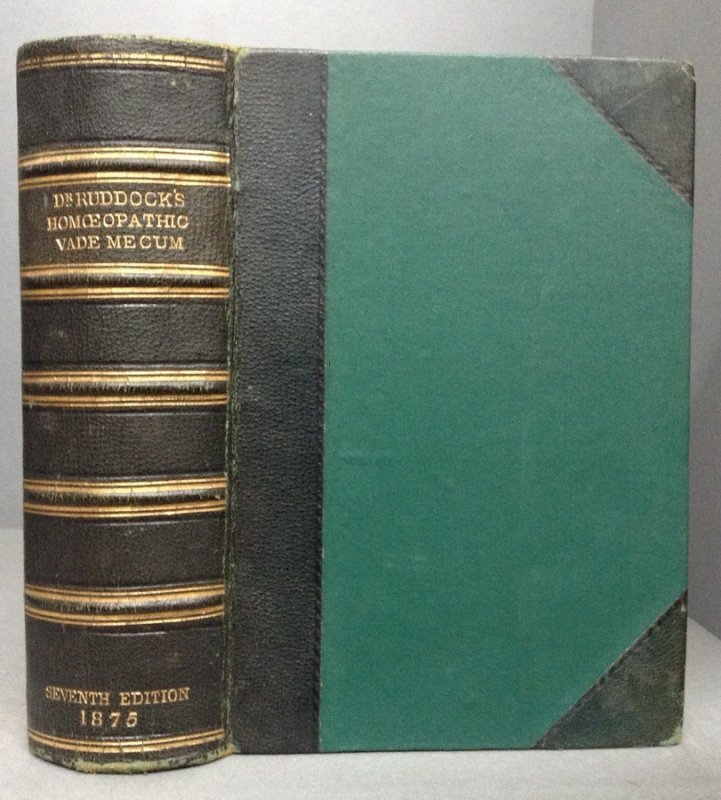 DR RUDDOCK'S
HOMŒOPATHIC
VADE MECUM
SEVENTH EDITION
1875